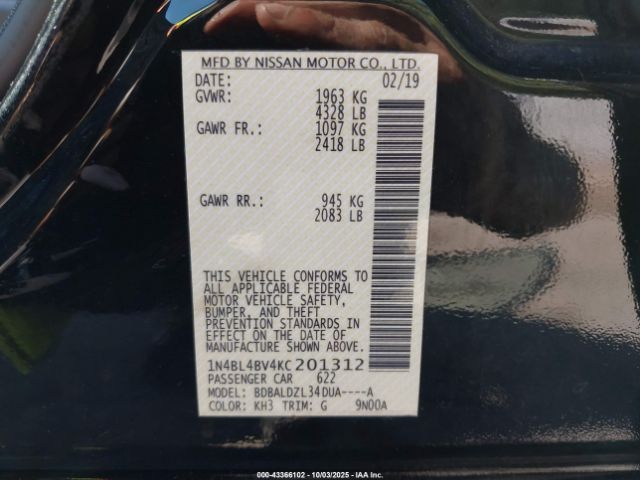 MFD BY NISSAN MOTOR CO., LTD.
DATE: 02/19
GVWR: 1963 KG
4328 LB
GAWR FR.: 1097 KG
2418 LB
GAWR RR.: 945 KG
2083 LB
THIS VEHICLE CONFORMS TO
ALL APPLICABLE FEDERAL
MOTOR VEHICLE SAFETY,
BUMPER, AND THEFT
PREVENTION STANDARDS IN
EFFECT ON THE DATE OF
MANUFACTURE SHOWN ABOVE.
1N4BL4BV4KC201312
PASSENGER CAR 622
MODEL: BDBALDZL34DUA----A
COLOR: KH3 TRIM: G 9N00A
000-43366102 - 10/03/2025 - IAA Inc.